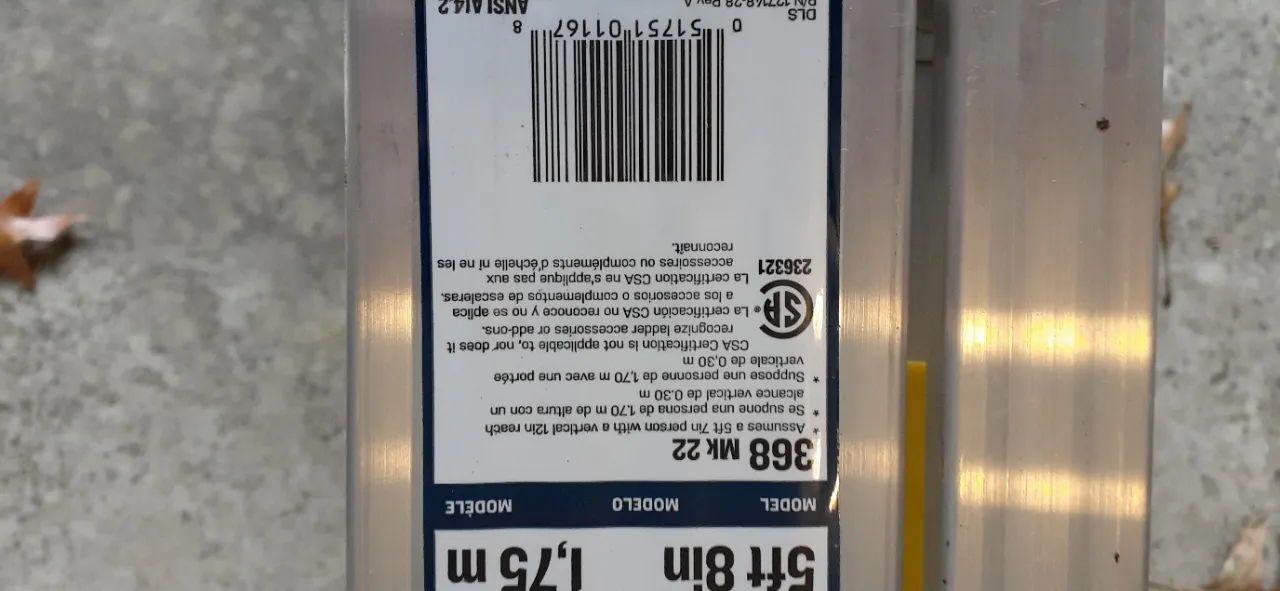 5ft 8in 1,75 m
MODEL MODELO MODÈLE
368 Mk 22
* Assumes a 5ft 7in person with a vertical 12in reach
* Se supone una persona de 1.70 m de altura con un
alcance vertical de 0.30 m
* Suppose une personne de 1,70 m avec une portée
verticale de 0,30 m
CSA Certification is not applicable to, nor does it
recognize ladder accessories or add-ons.
La certificación CSA no reconoce y no se aplica
a los accesorios o complementos de escaleras.
La certification CSA ne s'applique pas aux
accessoires ou compléments d'échelle ni ne les
reconnaît.
SA ®
236321
0 51751 01167 8
DLS
P/N 127148-28 Rev A
ANSI A14.2